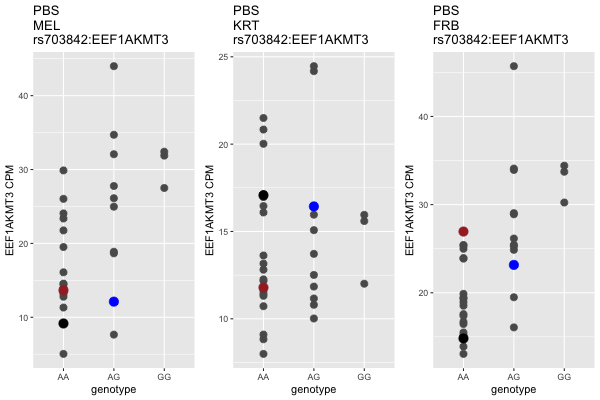 PBS
MEL
rs703842:EEF1AKMT3
EEF1AKMT3 CPM
40
30
20
10
AA AG GG
genotype
PBS
KRT
rs703842:EEF1AKMT3
EEF1AKMT3 CPM
25
20
15
10
AA AG GG
genotype
PBS
FRB
rs703842:EEF1AKMT3
EEF1AKMT3 CPM
40
30
20
AA AG GG
genotype